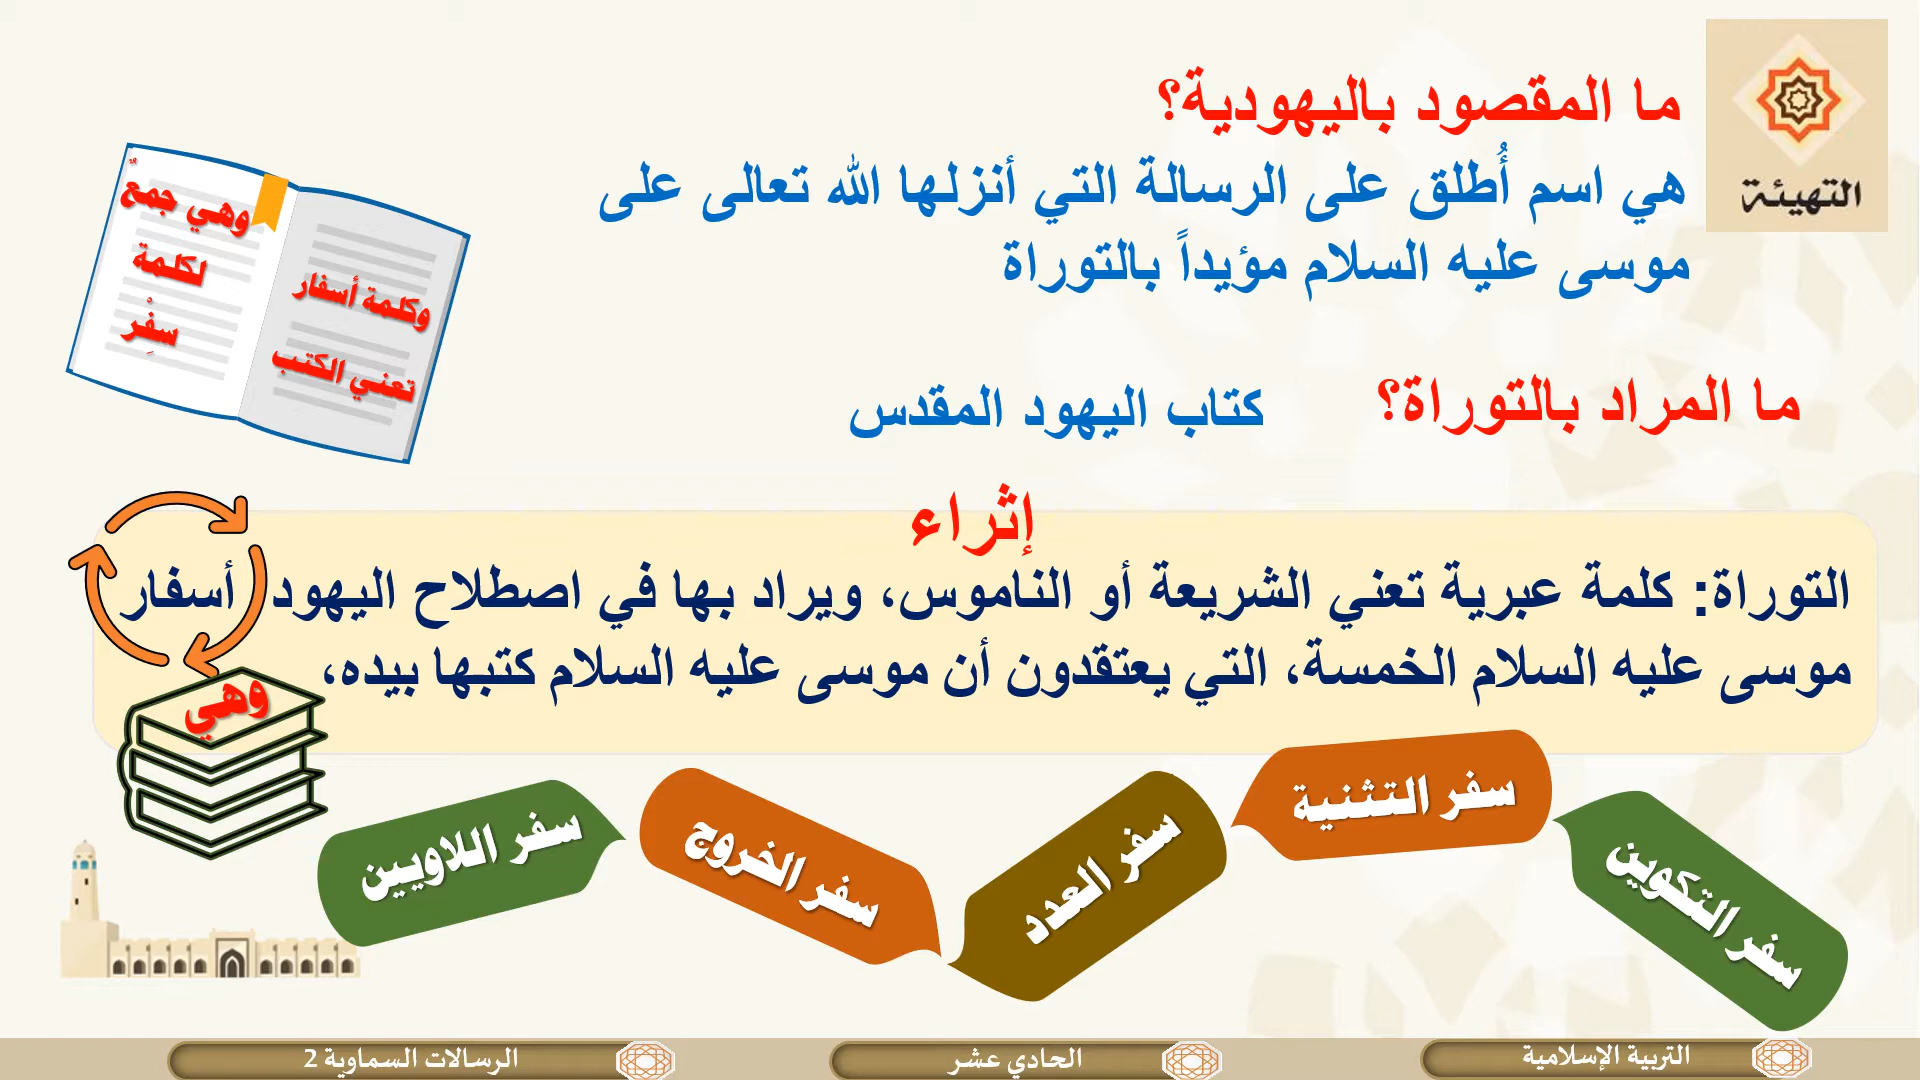 التهيئة
ما المقصود باليهودية؟
هي اسم أُطلق على الرسالة التي أنزلها الله تعالى على
موسى عليه السلام مؤيداً بالتوراة
ما المراد بالتوراة؟
كتاب اليهود المقدس
وكلمة أسفار
تعني الكتب
وهي جمعٌ
لكلمة
سفْرِ
إثراء
التوراة: كلمة عبرية تعني الشريعة أو الناموس، ويراد بها في اصطلاح اليهود أسفار
موسى عليه السلام الخمسة، التي يعتقدون أن موسى عليه السلام كتبها بيده،
وهي
سفر التكوين
سفر التثنية
سفر العدد
سفر الخروج
سفر اللاويين
التربية الإسلامية
الحادي عشر
الرسالات السماوية 2